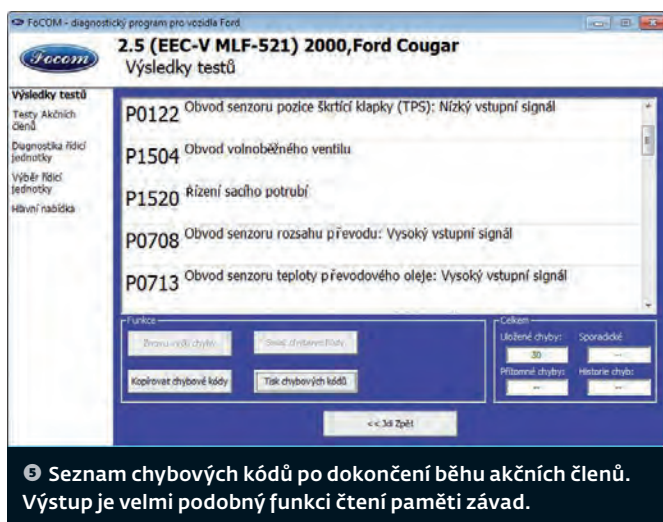 FoCOM - diagnostický program pro vozidla Ford
Focom
2.5 (EEC-V MLF-521) 2000,Ford Cougar
Výsledky testů
Výsledky testů
Testy Akčních
členů
Diagnostika řídící
jednotky
Výběr řídící
jednotky
Hlavní nabídka
P0122 Obvod senzoru pozice škrtící klapky (TPS): Nízký vstupní signál
P1504 Obvod volnoběžného ventilu
P1520 Řízení sacího potrubí
P0708 Obvod senzoru rozsahu převodu: Vysoký vstupní signál
P0713 Obvod senzoru teploty převodového oleje: Vysoký vstupní signál
Funkce
Kopírovat chybové kódy
Tisk chybových kódů
Celkem
Uložené chyby:
Sporadické
30
--
Přítomné chyby:
Historie chyb:
--
--
<< Jdi Zpět
5 Seznam chybových kódů po dokončení běhu akčních členů.
Výstup je velmi podobný funkci čtení paměti závad.